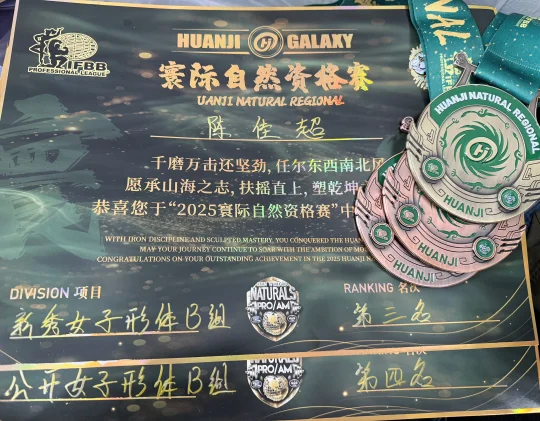 HUANJI GALAXY
IFBB
PROFESSIONAL LEAGUE
寰际自然资格赛
UANJI NATURAL REGIONAL
陈佳超
千磨万击还坚劲,任尔东西南北风
愿承山海之志,扶摇直上,塑乾坤
恭喜您于“2025寰际自然资格赛”中
WITH IRON DISCIPLINE AND SCULPTED MASTERY, YOU CONQUERED THE HUAN
MAY YOUR JOURNEY CONTINUE TO SOAR WITH THE AMBITION OF MO
CONGRATULATIONS ON YOUR OUTSTANDING ACHIEVEMENT IN THE 2025 HUANJI N
DIVISION 项目
RANKING 名次
新秀女子形体B组
NATURALS
PRO/AM
第三名
公开女子形体B组
NATURALS
PRO/AM
第四名
HUANJI NATURAL REGIONAL
HUANJI
HUANJI
HUANJI